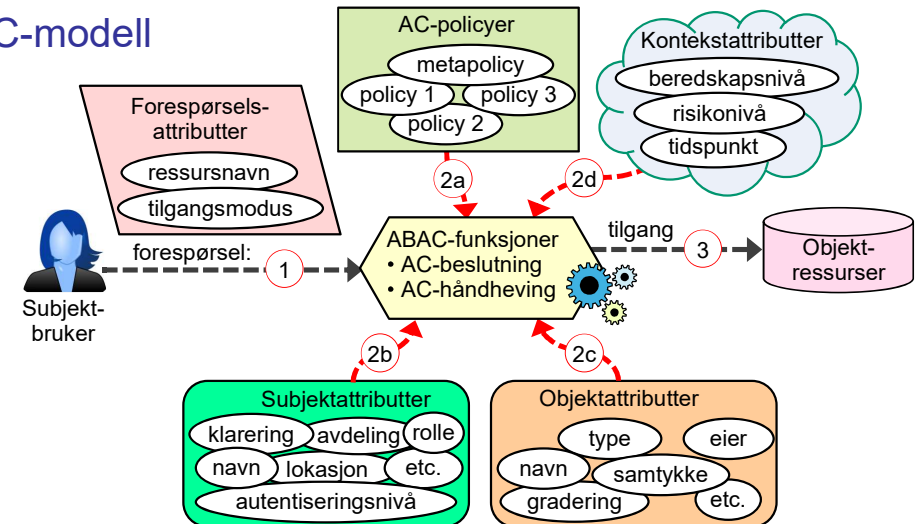 C-modell
AC-policyer
metapolicy
policy 1
policy 3
policy 2
Kontekstattributter
beredskapsnivå
risikonivå
tidspunkt
Forespørsels-
attributter
ressursnavn
tilgangsmodus
2a
2d
forespørsel:
1
ABAC-funksjoner
• AC-beslutning
• AC-håndheving
tilgang
3
Objekt-
ressurser
Subjekt-
bruker
2b
2c
Subjektattributter
klarering
avdeling
rolle
navn
lokasjon
etc.
autentiseringsnivå
Objektattributter
type
eier
navn
samtykke
gradering
etc.